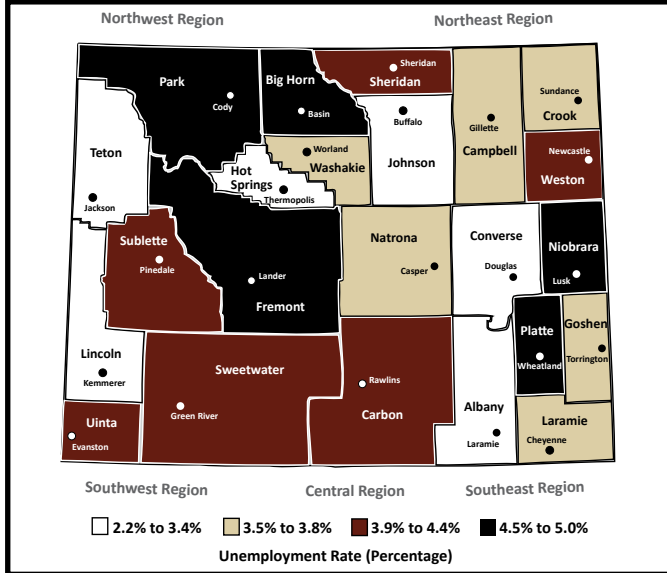 Northwest Region
Northeast Region
Park
Cody
Big Horn
Basin
Sheridan
Sheridan
Buffalo
Johnson
Gillette
Campbell
Sundance
Crook
Newcastle
Weston
Teton
Jackson
Hot
Springs
Thermopolis
Worland
Washakie
Sublette
Pinedale
Lander
Fremont
Natrona
Casper
Converse
Douglas
Niobrara
Lusk
Lincoln
Kemmerer
Sweetwater
Green River
Uinta
Evanston
Rawlins
Carbon
Albany
Laramie
Platte
Wheatland
Goshen
Torrington
Laramie
Cheyenne
Southwest Region
Central Region
Southeast Region
2.2% to 3.4%
3.5% to 3.8%
3.9% to 4.4%
4.5% to 5.0%
Unemployment Rate (Percentage)